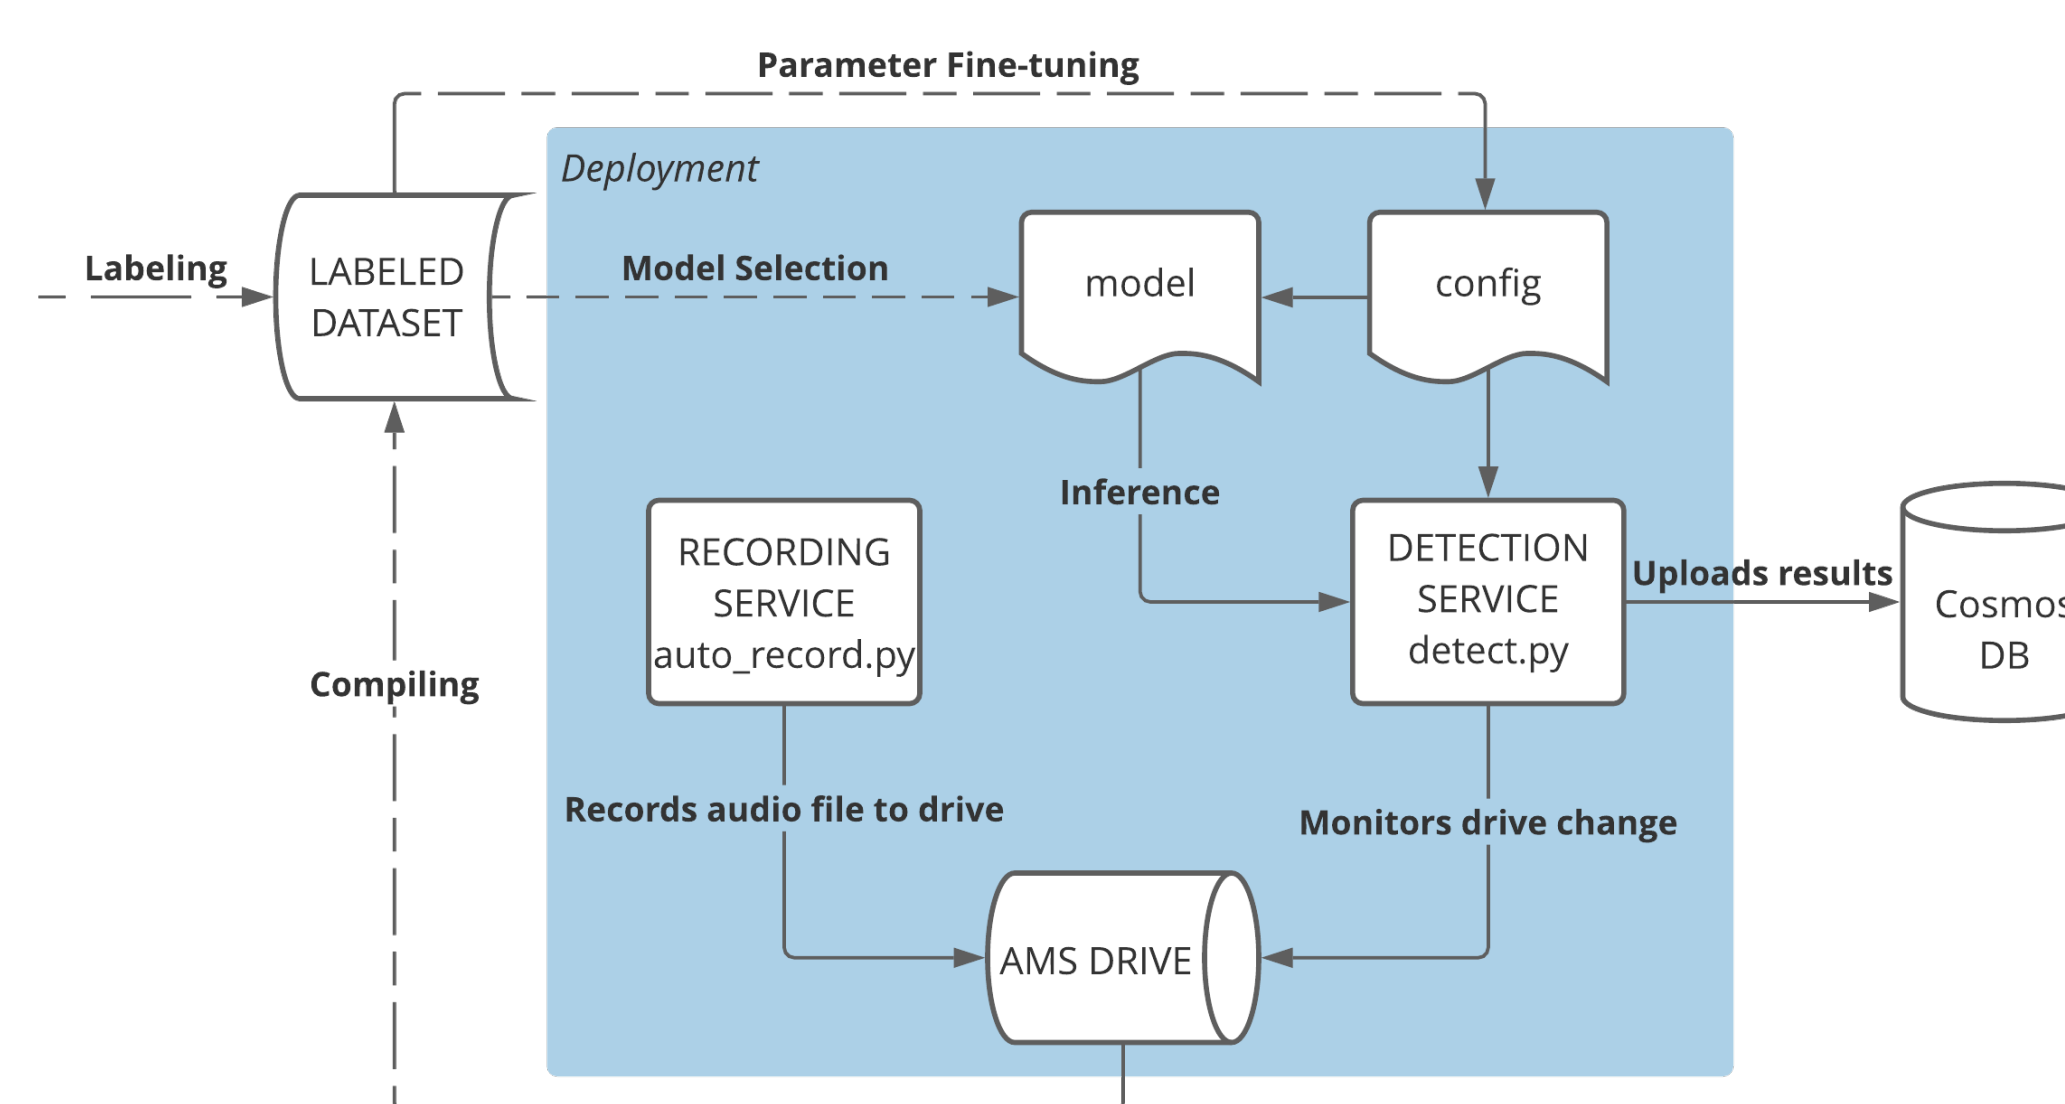 Parameter Fine-tuning
Deployment
Labeling
LABELED
DATASET
Model Selection
model
config
Inference
RECORDING
SERVICE
auto_record.py
DETECTION
SERVICE
detect.py
Uploads results
Cosmos
DB
Compiling
Records audio file to drive
Monitors drive change
AMS DRIVE